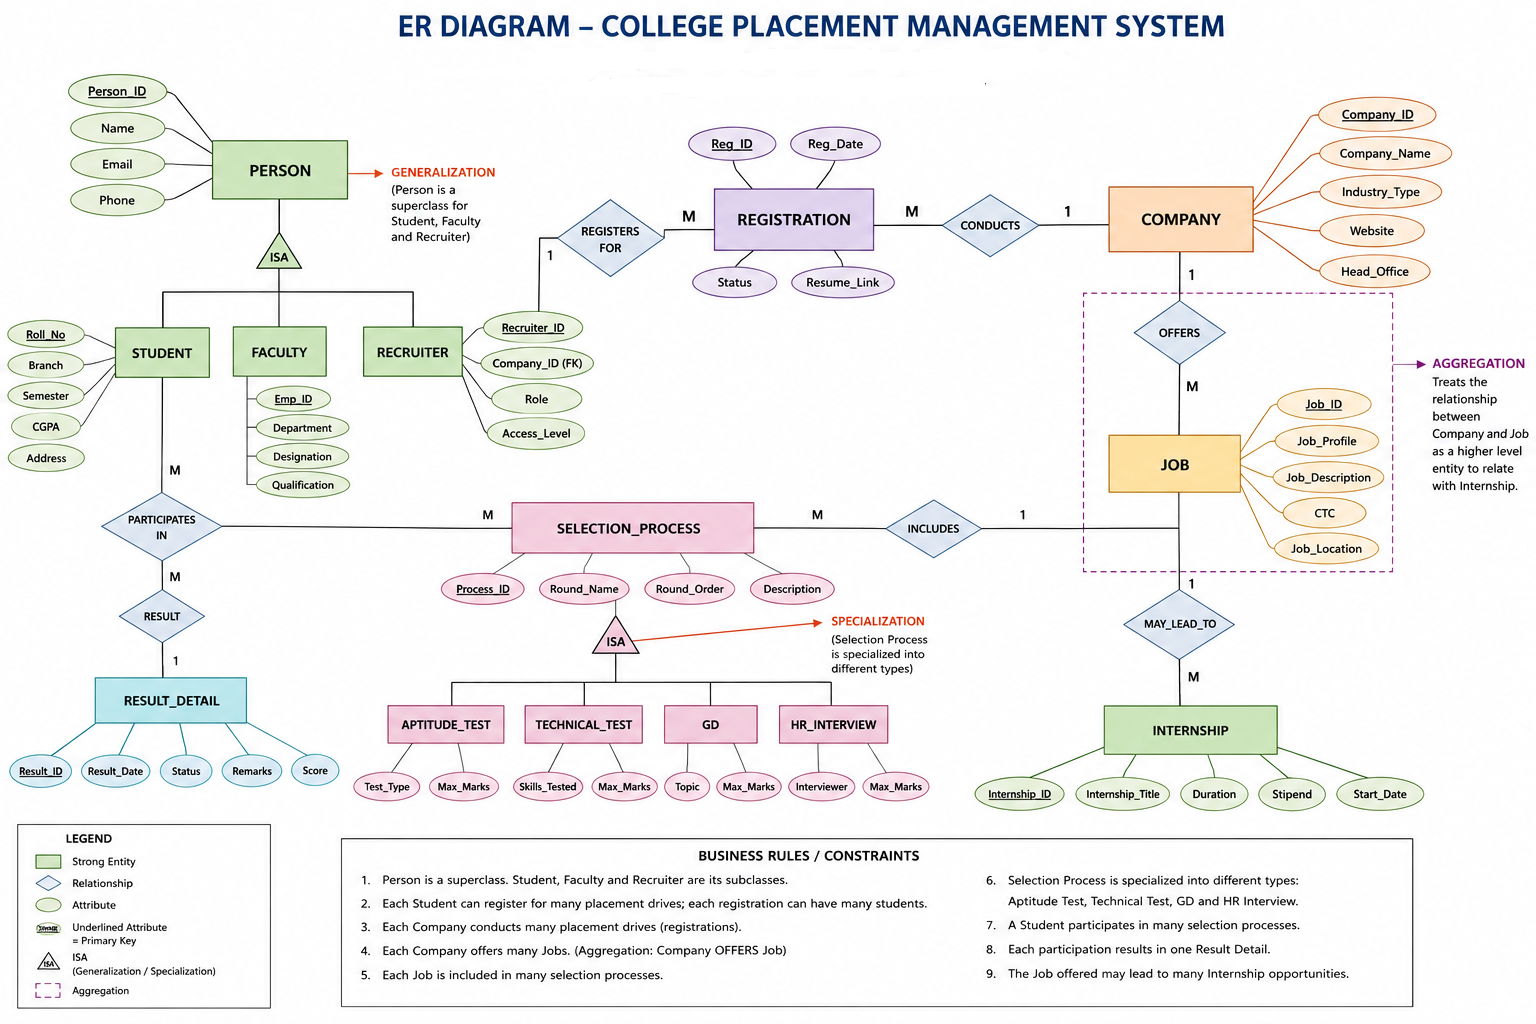 ER DIAGRAM – COLLEGE PLACEMENT MANAGEMENT SYSTEM
Person_ID
Name
Email
Phone
PERSON
GENERALIZATION
(Person is a
superclass for
Student, Faculty
and Recruiter)
ISA
Reg_ID
Reg_Date
REGISTERS
FOR
1
M
REGISTRATION
M
CONDUCTS
1
COMPANY
Status
Resume_Link
Company_ID
Company_Name
Industry_Type
Website
Head_Office
1
OFFERS
M
Roll_No
Branch
Semester
CGPA
Address
STUDENT
FACULTY
Emp_ID
Department
Designation
Qualification
RECRUITER
Recruiter_ID
Company_ID (FK)
Role
Access_Level
JOB
Job_ID
Job_Profile
Job_Description
CTC
Job_Location
AGGREGATION
Treats the
relationship
between
Company and Job
as a higher level
entity to relate
with Internship.
M
PARTICIPATES
IN
M
SELECTION_PROCESS
M
INCLUDES
1
Process_ID
Round_Name
Round_Order
Description
M
RESULT
1
ISA
SPECIALIZATION
(Selection Process
is specialized into
different types)
1
MAY_LEAD_TO
M
RESULT_DETAIL
Result_ID
Result_Date
Status
Remarks
Score
APTITUDE_TEST
TECHNICAL_TEST
GD
HR_INTERVIEW
Test_Type
Max_Marks
Skills_Tested
Max_Marks
Topic
Max_Marks
Interviewer
Max_Marks
INTERNSHIP
Internship_ID
Internship_Title
Duration
Stipend
Start_Date
LEGEND
Strong Entity
Relationship
Attribute
Underlined Attribute
= Primary Key
ISA
ISA
(Generalization / Specialization)
Aggregation
BUSINESS RULES / CONSTRAINTS
1. Person is a superclass. Student, Faculty and Recruiter are its subclasses.
2. Each Student can register for many placement drives; each registration can have many students.
3. Each Company conducts many placement drives (registrations).
4. Each Company offers many Jobs. (Aggregation: Company OFFERS Job)
5. Each Job is included in many selection processes.
6. Selection Process is specialized into different types:
Aptitude Test, Technical Test, GD and HR Interview.
7. A Student participates in many selection processes.
8. Each participation results in one Result Detail.
9. The Job offered may lead to many Internship opportunities.